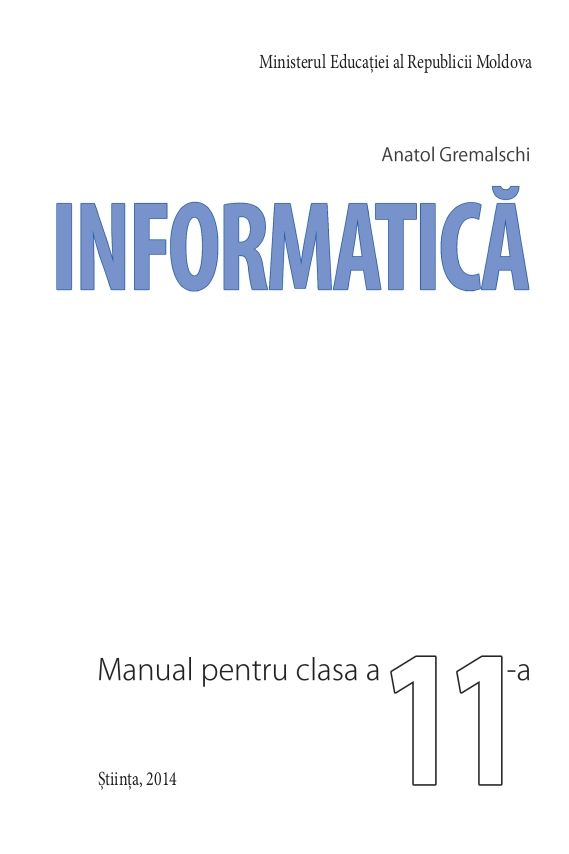 Ministerul Educației al Republicii Moldova
Anatol Gremalschi
INFORMATICĂ
Manual pentru clasa a 11-a
Știința, 2014